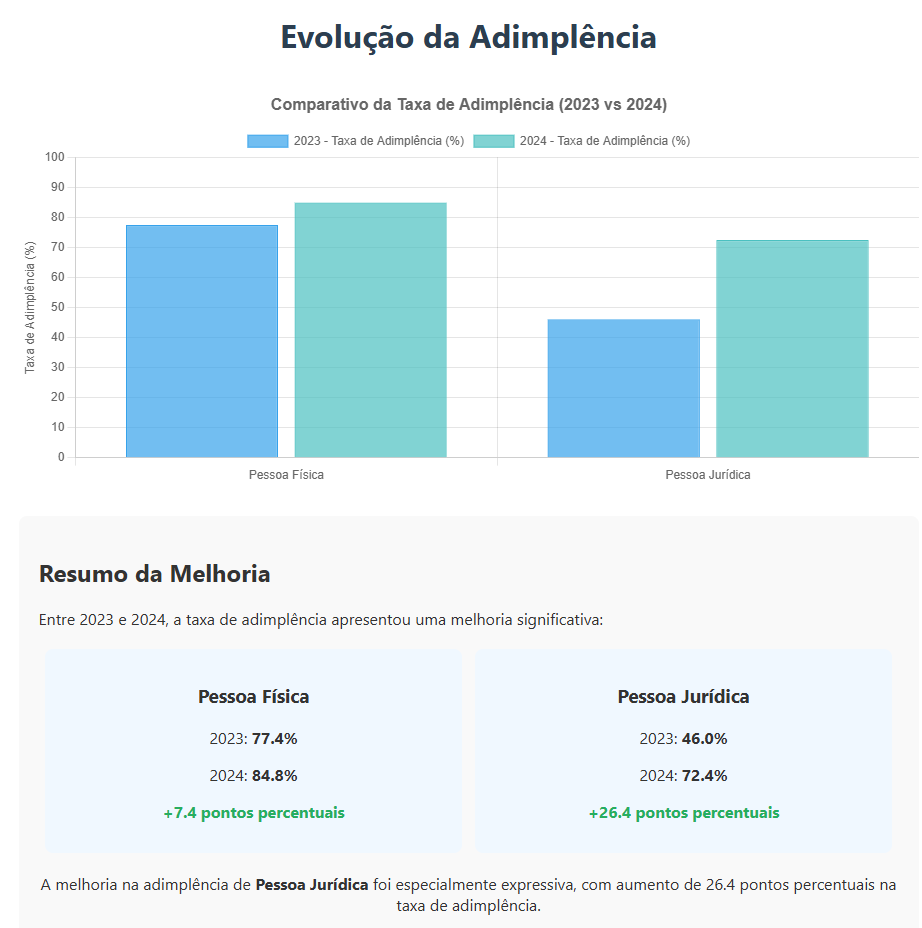 Evolução da Adimplência
Comparativo da Taxa de Adimplência (2023 vs 2024)
2023 - Taxa de Adimplência (%)
2024 - Taxa de Adimplência (%)
Taxa de Adimplência (%)
100
90
80
70
60
50
40
30
20
10
0
Pessoa Física
Pessoa Jurídica
Resumo da Melhoria
Entre 2023 e 2024, a taxa de adimplência apresentou uma melhoria significativa:
Pessoa Física
2023: 77.4%
2024: 84.8%
+7.4 pontos percentuais
Pessoa Jurídica
2023: 46.0%
2024: 72.4%
+26.4 pontos percentuais
A melhoria na adimplência de Pessoa Jurídica foi especialmente expressiva, com aumento de 26.4 pontos percentuais na
taxa de adimplência.